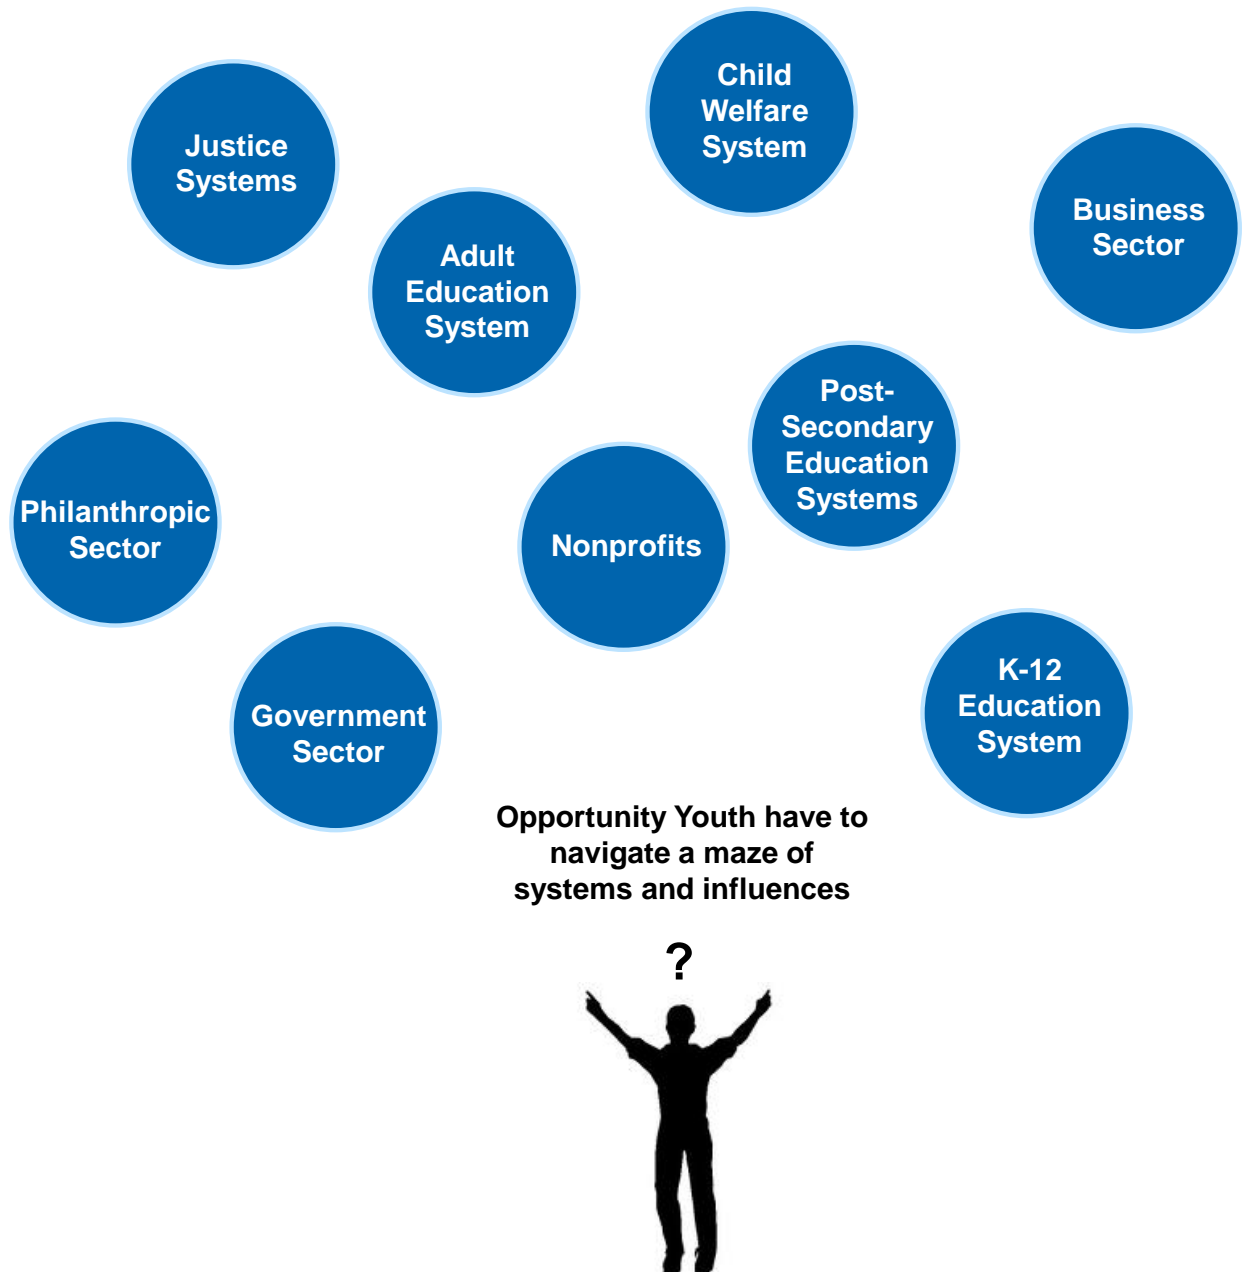 Child
Welfare
System
Justice
Systems
Business
Sector
Adult
Education
System
Post-
Secondary
Education
Systems
Philanthropic
Sector
Nonprofits
K-12
Education
System
Government
Sector
Opportunity Youth have to
navigate a maze of
systems and influences
?